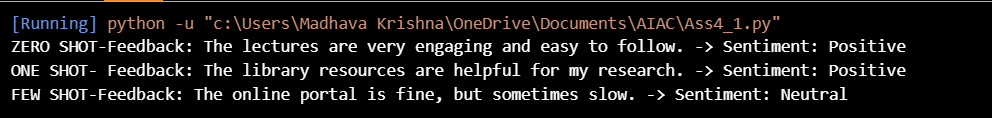 [Running] python -u "c:\Users\Madhava Krishna\OneDrive\Documents\AIAC\Ass4_1.py"
ZERO SHOT-Feedback: The lectures are very engaging and easy to follow. -> Sentiment: Positive
ONE SHOT- Feedback: The library resources are helpful for my research. -> Sentiment: Positive
FEW SHOT-Feedback: The online portal is fine, but sometimes slow. -> Sentiment: Neutral